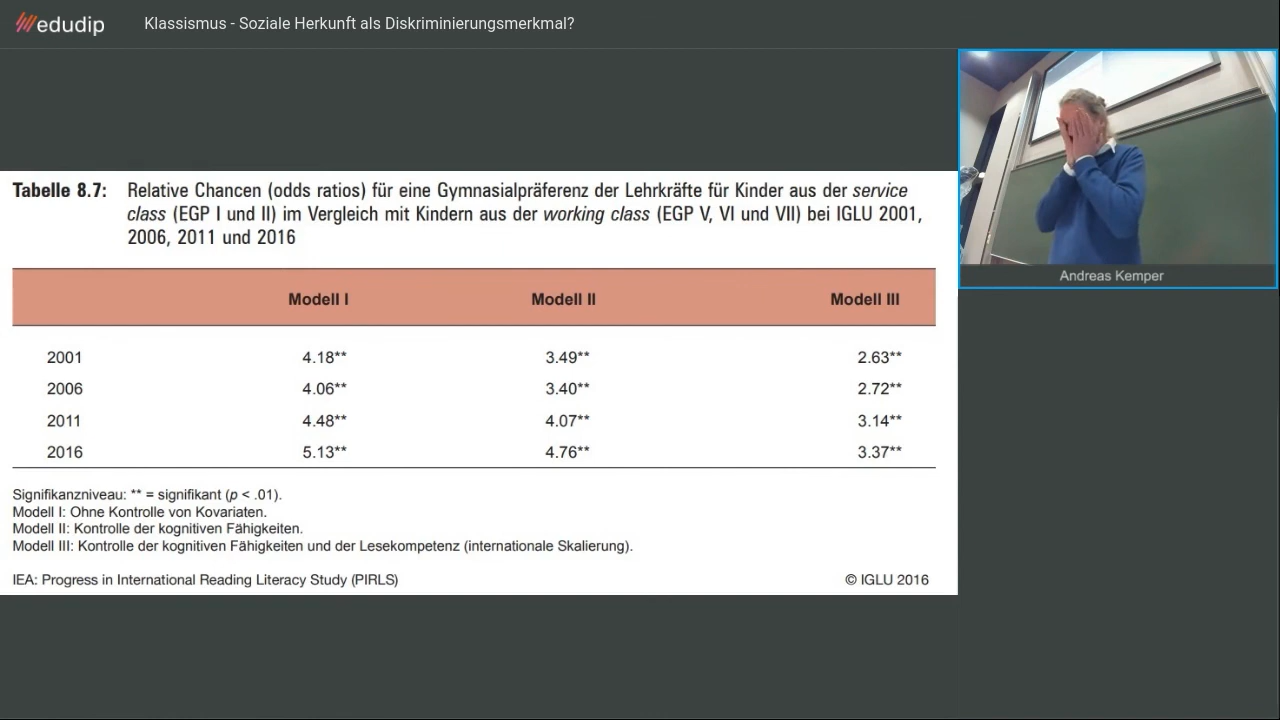 edudip
Klassismus - Soziale Herkunft als Diskriminierungsmerkmal?
Tabelle 8.7: Relative Chancen (odds ratios) für eine Gymnasialpräferenz der Lehrkräfte für Kinder aus der service
class (EGP I und II) im Vergleich mit Kindern aus der working class (EGP V, VI und VII) bei IGLU 2001,
2006, 2011 und 2016
Modell I Modell II Modell III
2001 4.18** 3.49** 2.63**
2006 4.06** 3.40** 2.72**
2011 4.48** 4.07** 3.14**
2016 5.13** 4.76** 3.37**
Signifikanzniveau: ** = signifikant (p < .01).
Modell I: Ohne Kontrolle von Kovariaten.
Modell II: Kontrolle der kognitiven Fähigkeiten.
Modell III: Kontrolle der kognitiven Fähigkeiten und der Lesekompetenz (internationale Skalierung).
IEA: Progress in International Reading Literacy Study (PIRLS) © IGLU 2016
Andreas Kemper